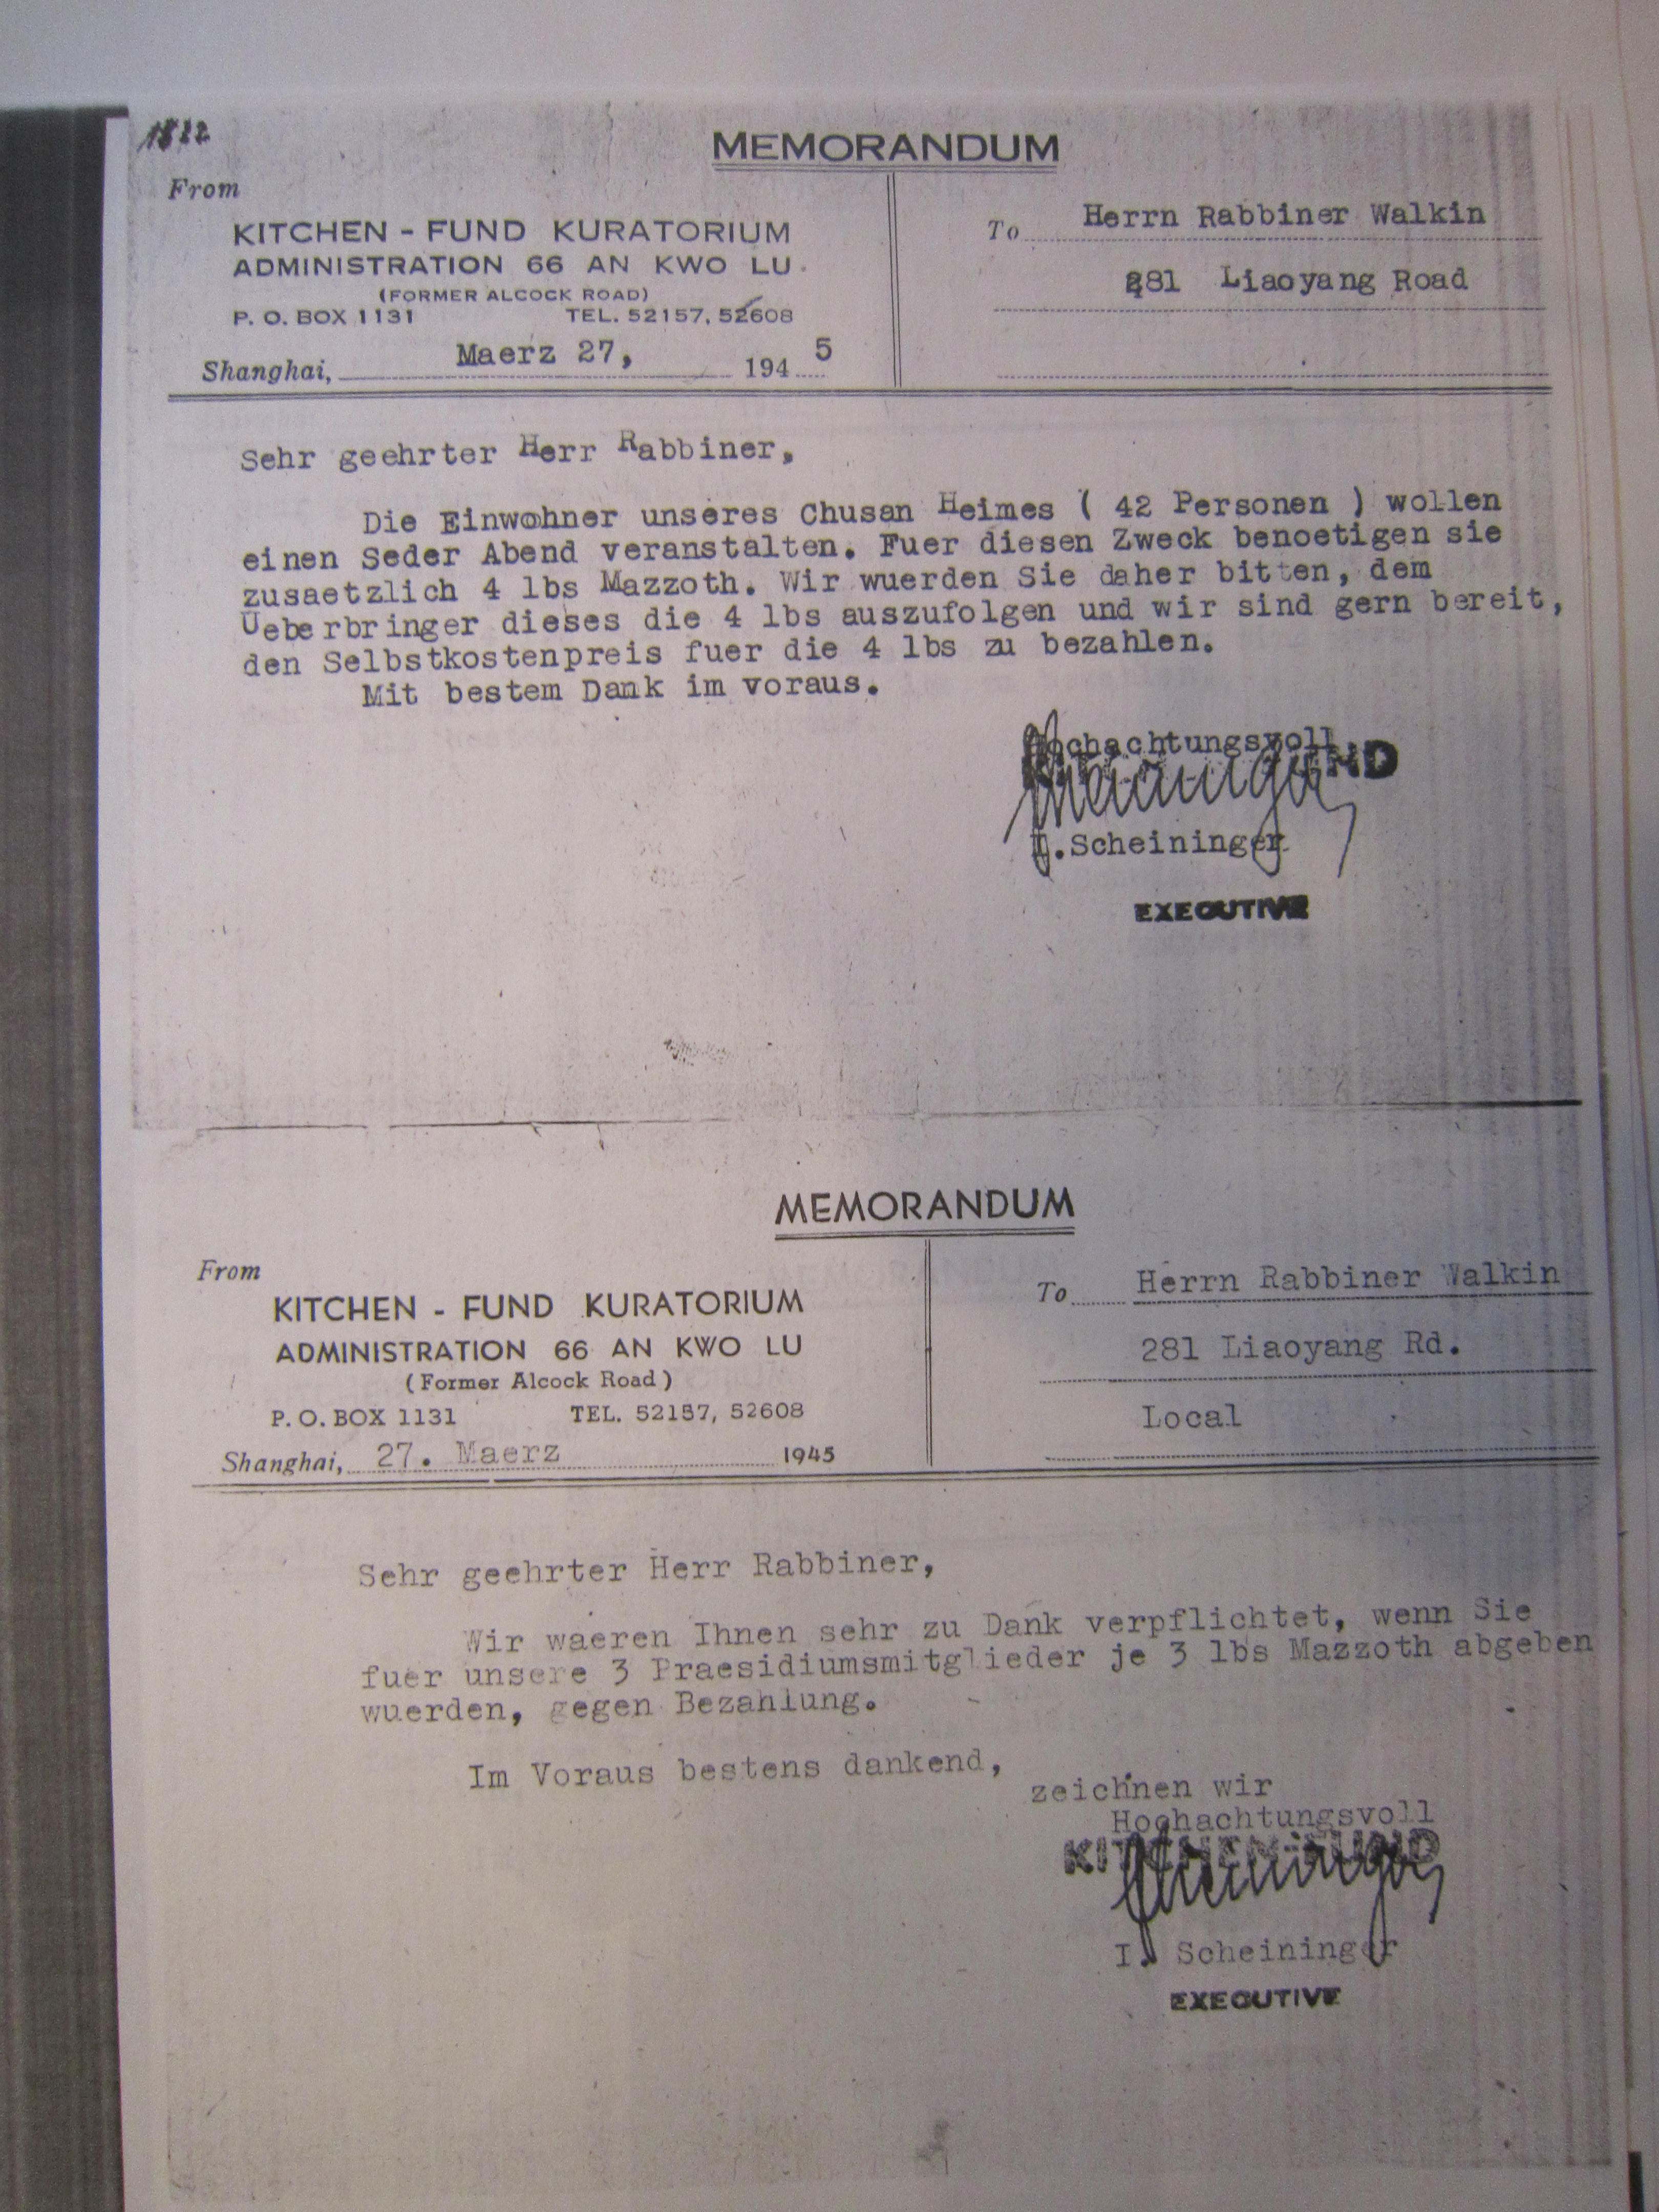 1822
MEMORANDUM
From
KITCHEN - FUND KURATORIUM
ADMINISTRATION 66 AN KWO LU.
(FORMER ALCOCK ROAD)
P. O. BOX 1131 TEL. 52157, 52608
Shanghai, Maerz 27, 194 5
To Herrn Rabbiner Walkin
281 Liaoyang Road
Sehr geehrter Herr Rabbiner,
Die Einwohner unseres Chusan Heimes ( 42 Personen ) wollen
einen Seder Abend veranstalten. Fuer diesen Zweck benoetigen sie
zusaetzlich 4 lbs Mazzoth. Wir wuerden Sie daher bitten, dem
Ueberbringer dieses die 4 lbs auszufolgen und wir sind gern bereit,
den Selbstkostenpreis fuer die 4 lbs zu bezahlen.
Mit bestem Dank im voraus.
Hochachtungsvoll
I.Scheininger
EXECUTIVE
MEMORANDUM
From
KITCHEN - FUND KURATORIUM
ADMINISTRATION 66 AN KWO LU
(Former Alcock Road)
P. O. BOX 1131 TEL. 52157, 52608
Shanghai, 27. Maerz 1945
To Herrn Rabbiner Walkin
281 Liaoyang Rd.
Local
Sehr geehrter Herr Rabbiner,
Wir waeren Ihnen sehr zu Dank verpflichtet, wenn Sie
fuer unsere 3 Praesidiumsmitglieder je 3 lbs Mazzoth abgeben
wuerden, gegen Bezahlung.
Im Voraus bestens dankend,
zeichnen wir
Hochachtungsvoll
KITCHEN-FUND
I. Scheininger
EXECUTIVE